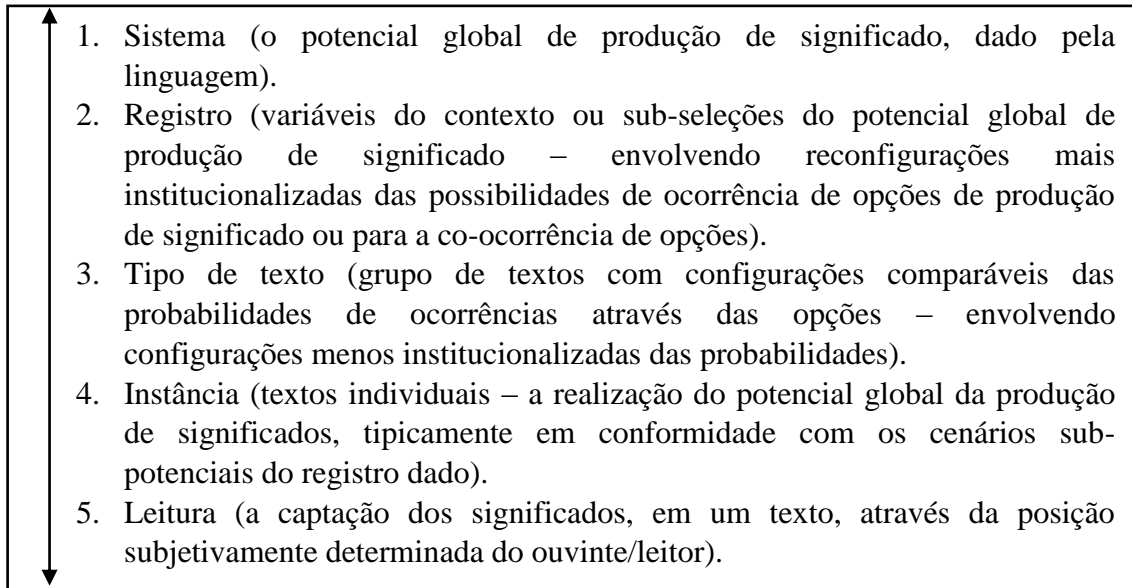 1. Sistema (o potencial global de produção de significado, dado pela
linguagem).
2. Registro (variáveis do contexto ou sub-seleções do potencial global de
produção de significado – envolvendo reconfigurações mais
institucionalizadas das possibilidades de ocorrência de opções de produção
de significado ou para a co-ocorrência de opções).
3. Tipo de texto (grupo de textos com configurações comparáveis das
probabilidades de ocorrências através das opções – envolvendo
configurações menos institucionalizadas das probabilidades).
4. Instância (textos individuais – a realização do potencial global da produção
de significados, tipicamente em conformidade com os cenários sub-
potenciais do registro dado).
5. Leitura (a captação dos significados, em um texto, através da posição
subjetivamente determinada do ouvinte/leitor).